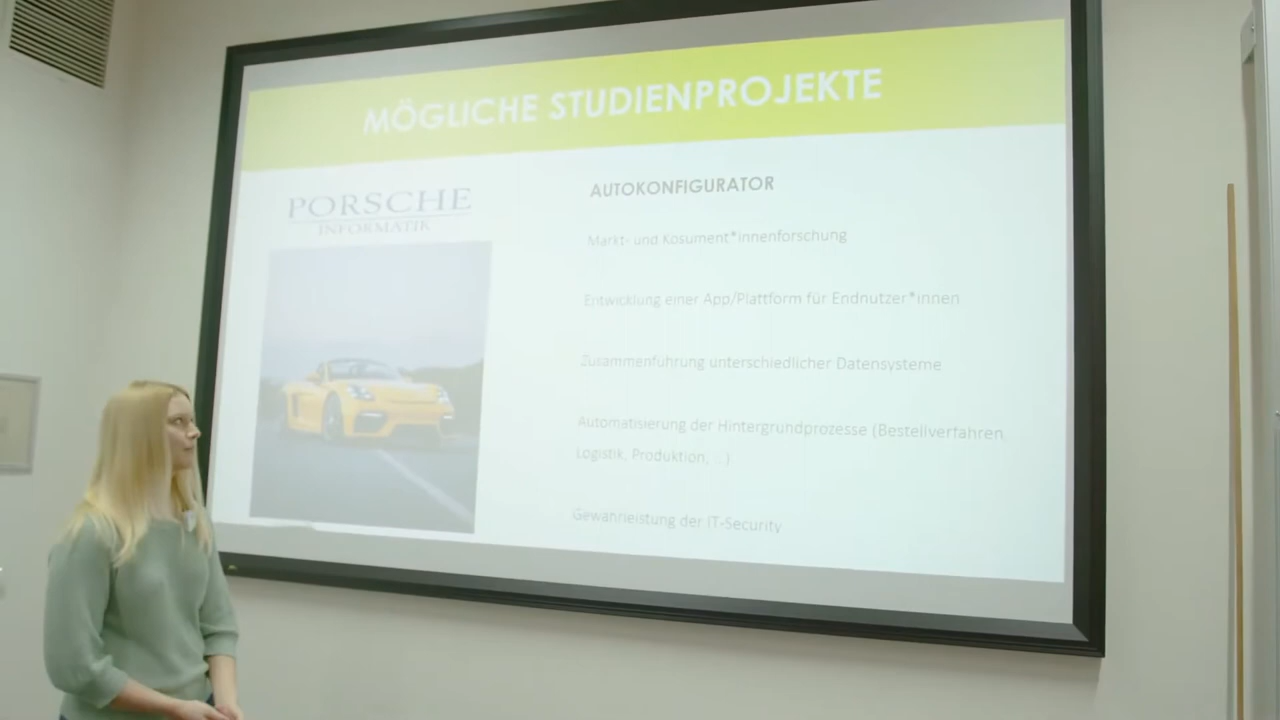 MÖGLICHE STUDIENPROJEKTE
PORSCHE
INFORMATIK
AUTOKONFIGURATOR
Markt- und Kosument*innenforschung
Entwicklung einer App/Plattform für Endnutzer*innen
Zusammenführung unterschiedlicher Datensysteme
Automatisierung der Hintergrundprozesse (Bestellverfahren,
Logistik, Produktion, ...)
Gewährleistung der IT-Security